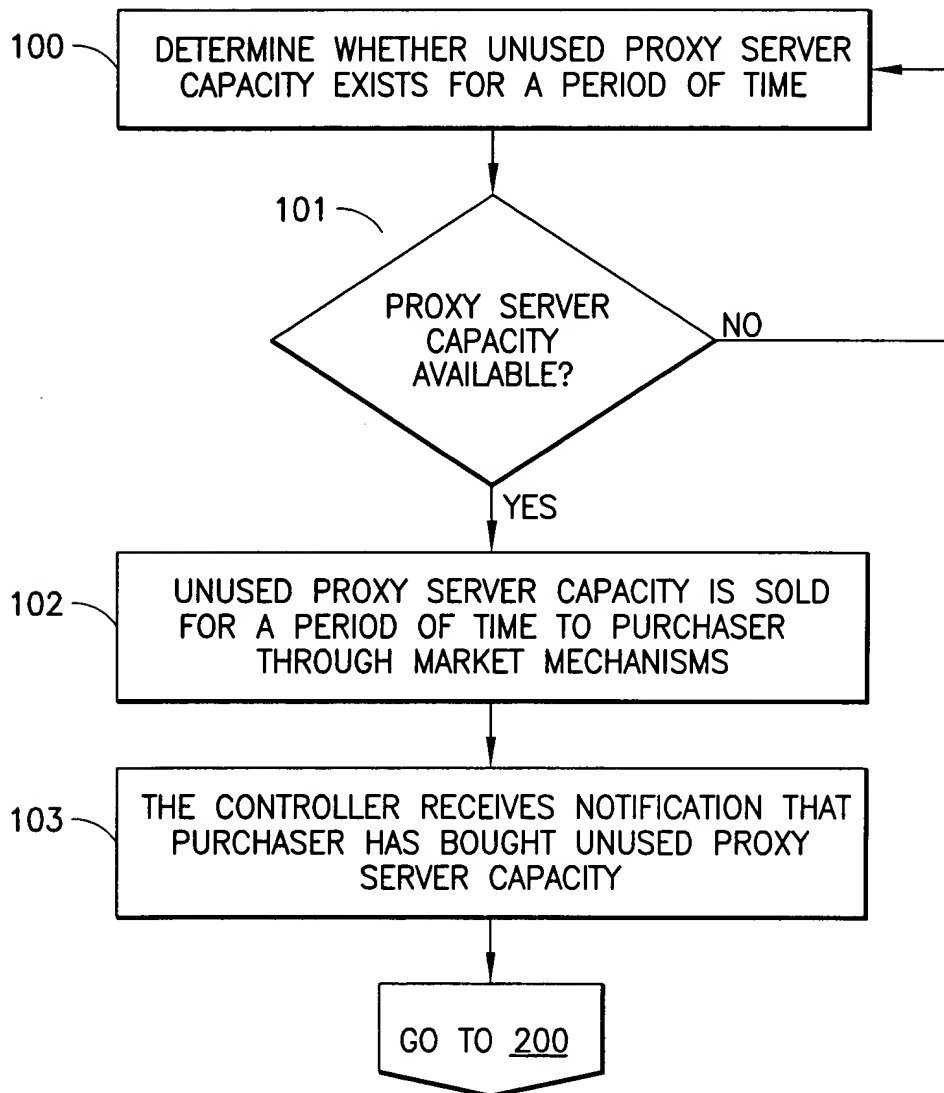 100
DETERMINE WHETHER UNUSED PROXY SERVER
CAPACITY EXISTS FOR A PERIOD OF TIME
101
PROXY SERVER
CAPACITY
AVAILABLE?
NO
YES
102
UNUSED PROXY SERVER CAPACITY IS SOLD
FOR A PERIOD OF TIME TO PURCHASER
THROUGH MARKET MECHANISMS
103
THE CONTROLLER RECEIVES NOTIFICATION THAT
PURCHASER HAS BOUGHT UNUSED PROXY
SERVER CAPACITY
GO TO 200